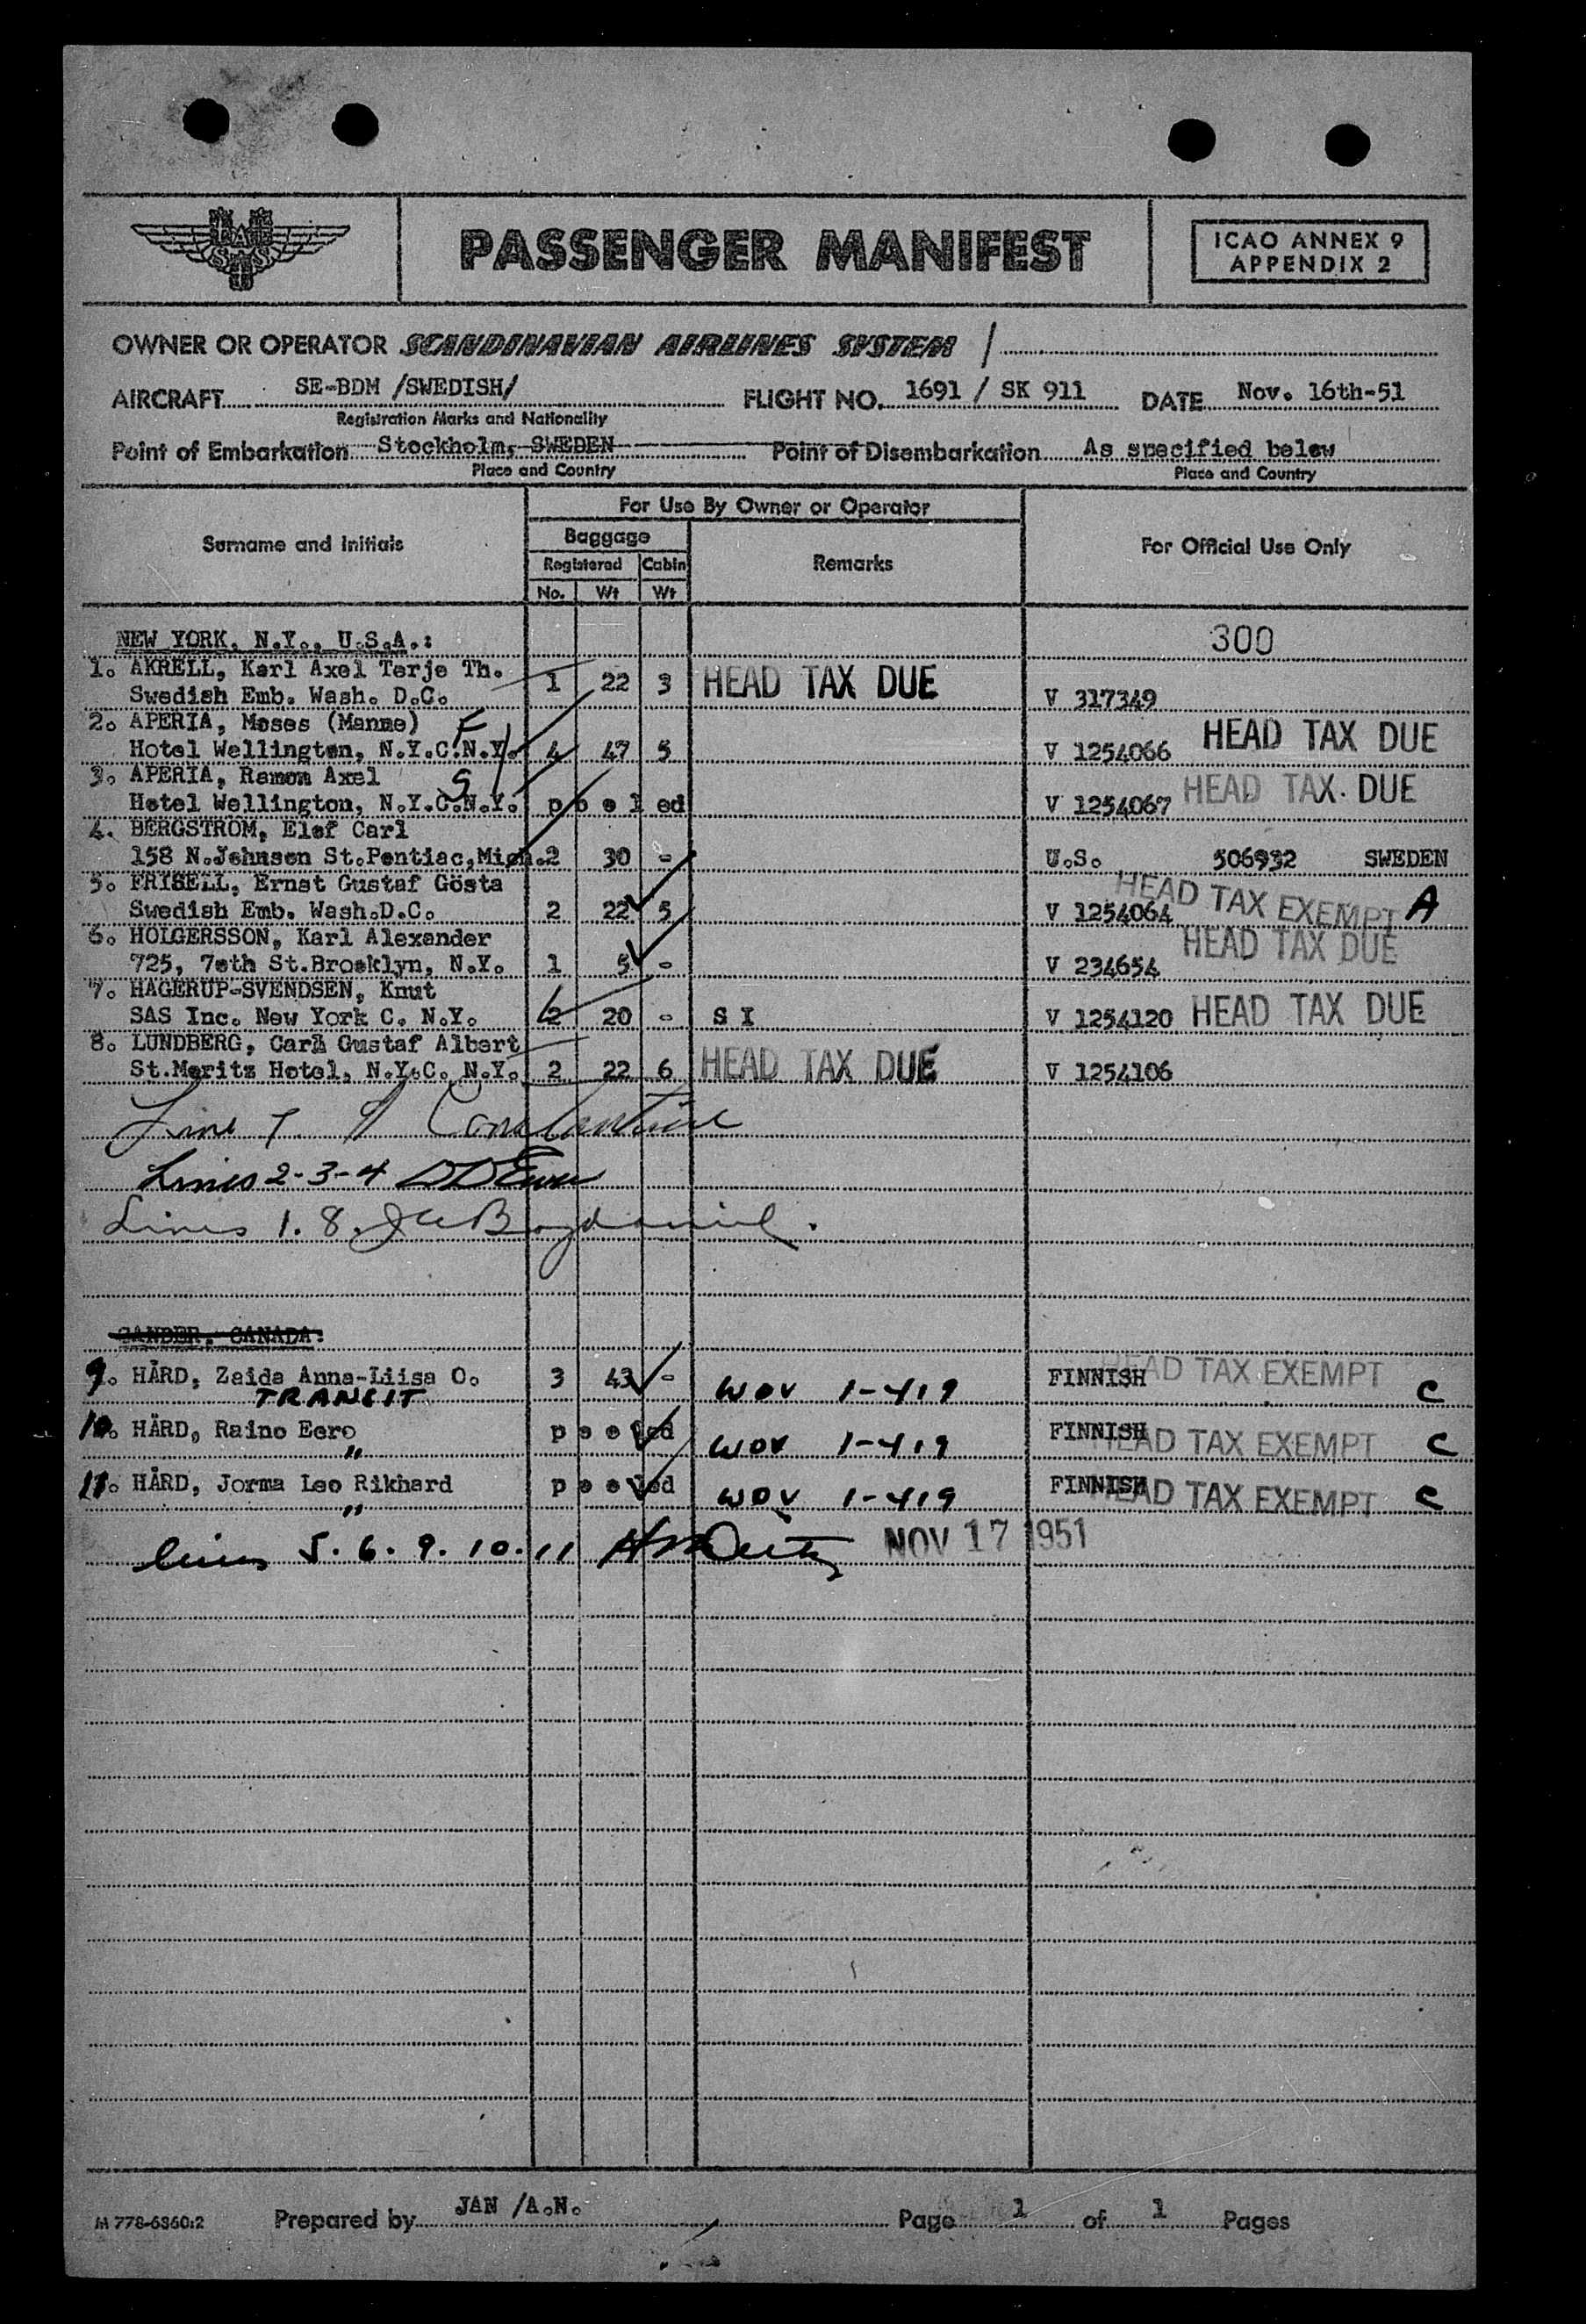 PASSENGER MANIFEST
ICAO ANNEX 9
APPENDIX 2
OWNER OR OPERATOR SCANDINAVIAN AIRLINES SYSTEM /
AIRCRAFT SE-BDM /SWEDISH/ FLIGHT NO. 1691 / SK 911 DATE Nov. 16th-51
Registration Marks and Nationality
Point of Embarkation Stockholm, SWEDEN Point of Disembarkation As specified below
Place and Country Place and Country
For Use By Owner or Operator
Surname and Initials Baggage Remarks For Official Use Only
Registered Cabin
No. Wt Wt
NEW YORK, N.Y., U.S.A.: 300
1. AKRELL, Karl Axel Terje Th.
Swedish Emb. Wash. D.C. 1 22 3 HEAD TAX DUE V 317349
2. APERIA, Moses (Manne) F
Hotel Wellington, N.Y.C.N.Y. 4 47 5 V 1254066 HEAD TAX DUE
3. APERIA, Ramon Axel S
Hotel Wellington, N.Y.C.N.Y. p o o l ed V 1254067 HEAD TAX DUE
4. BERGSTROM, Elof Carl
158 N.Johnson St.Pontiac,Mich. 2 30 - U.S. 506932 SWEDEN
5. FRISELL, Ernst Gustaf Gösta
Swedish Emb. Wash.D.C. 2 22 5 V 1254064 HEAD TAX EXEMPT A
6. HOLGERSSON, Karl Alexander
725, 7oth St.Brooklyn, N.Y. 1 5 - V 234654 HEAD TAX DUE
7. HAGERUP-SVENDSEN, Knut
SAS Inc. New York C. N.Y. 2 20 - S I V 1254120 HEAD TAX DUE
8. LUNDBERG, Carl Gustaf Albert
St.Moritz Hotel, N.Y.C. N.Y. 2 22 6 HEAD TAX DUE V 1254106
Line 7 Constantine
Lines 2-3-4
Lines 1. 8.
GANDER, CANADA:
9. HÅRD, Zaida Anna-Liisa O. 3 43 - WOV 1-419 FINNISH HEAD TAX EXEMPT C
TRANSIT
10. HÅRD, Raino Eero p o o l ed WOV 1-419 FINNISH HEAD TAX EXEMPT C
"
11. HÅRD, Jorma Leo Rikhard p o o l ed WOV 1-419 FINNISH HEAD TAX EXEMPT C
"
lines 5. 6. 9. 10. 11 NOV 17 1951
M 778-6360:2 Prepared by JAN /A.N. Page 1 of 1 Pages